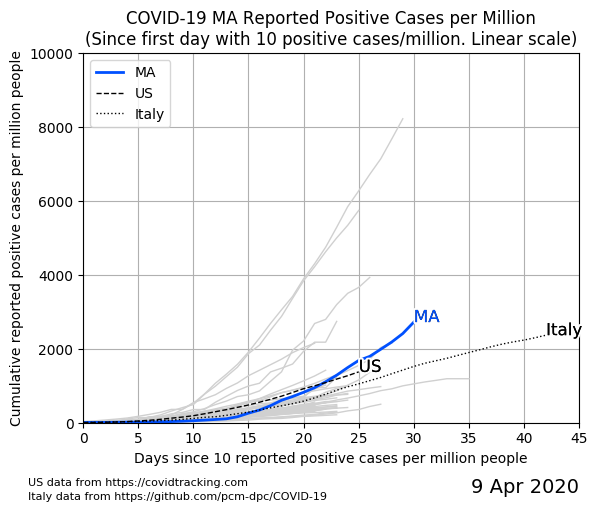 COVID-19 MA Reported Positive Cases per Million
(Since first day with 10 positive cases/million. Linear scale)
Cumulative reported positive cases per million people
10000
8000
6000
4000
2000
0
MA
US
Italy
MA
US
Italy
0 5 10 15 20 25 30 35 40 45
Days since 10 reported positive cases per million people
US data from https://covidtracking.com
Italy data from https://github.com/pcm-dpc/COVID-19
9 Apr 2020